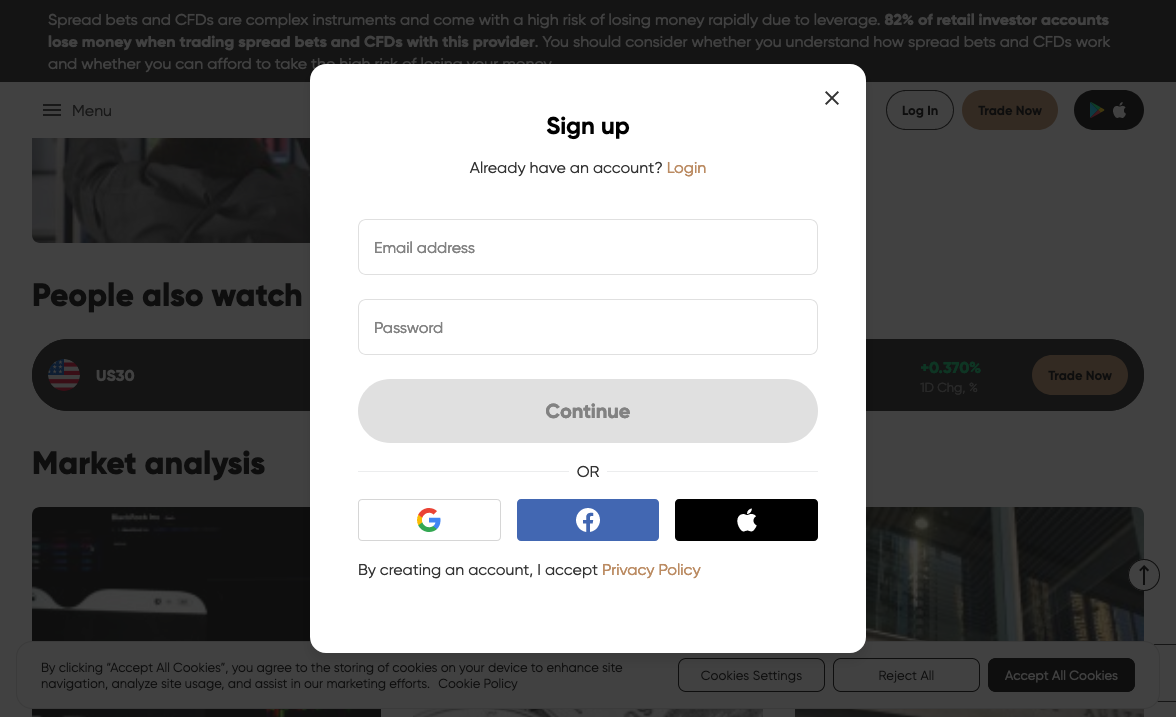 Spread bets and CFDs are complex instruments and come with a high risk of losing money rapidly due to leverage. 82% of retail investor accounts
lose money when trading spread bets and CFDs with this provider. You should consider whether you understand how spread bets and CFDs work
and whether you can afford to take the high risk of losing your money.
Menu
Log In
Trade Now
Sign up
Already have an account? Login
Email address
Password
Continue
OR
By creating an account, I accept Privacy Policy
People also watch
US30
+0.370%
1D Chg, %
Trade Now
Market analysis
BlackRock Inc
By clicking “Accept All Cookies”, you agree to the storing of cookies on your device to enhance site
navigation, analyze site usage, and assist in our marketing efforts. Cookie Policy
Cookies Settings
Reject All
Accept All Cookies